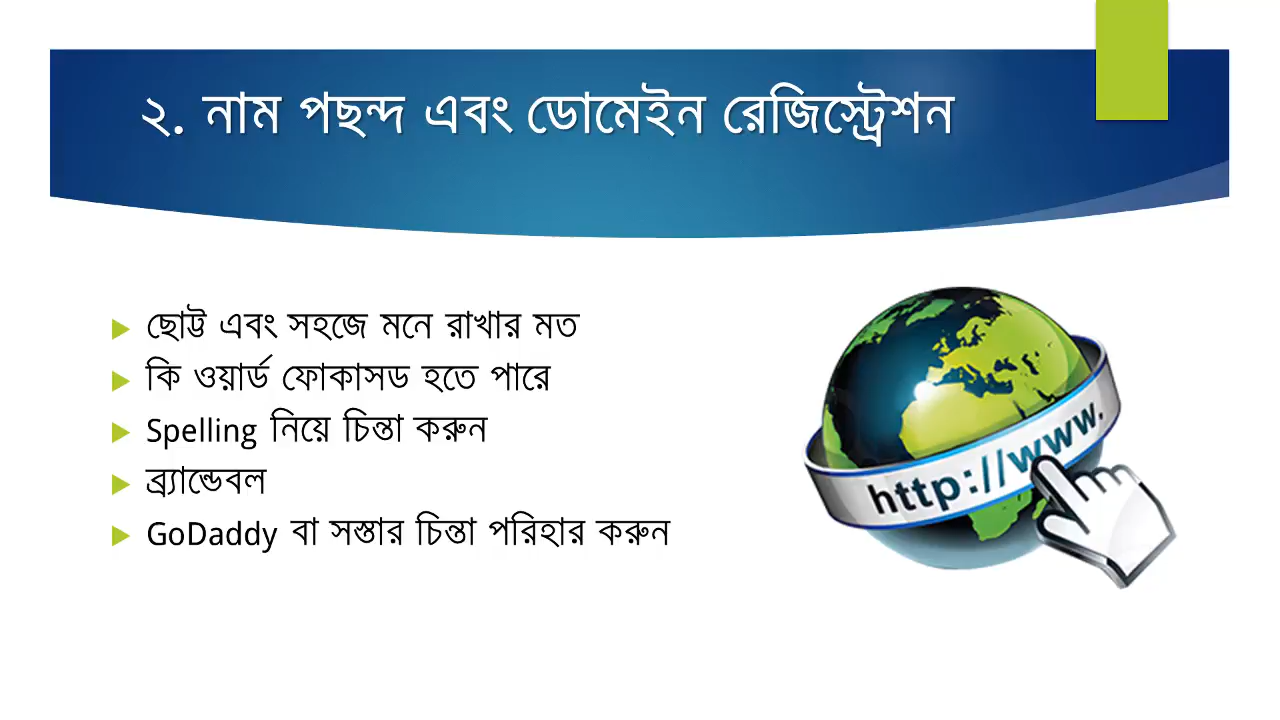 ২. নাম পছন্দ এবং ডোমেইন রেজিস্ট্রেশন
ছোট্ট এবং সহজে মনে রাখার মত
কি ওয়ার্ড ফোকাসড হতে পারে
Spelling নিয়ে চিন্তা করুন
ব্র্যান্ডেবল
GoDaddy বা সস্তার চিন্তা পরিহার করুন
http://www.